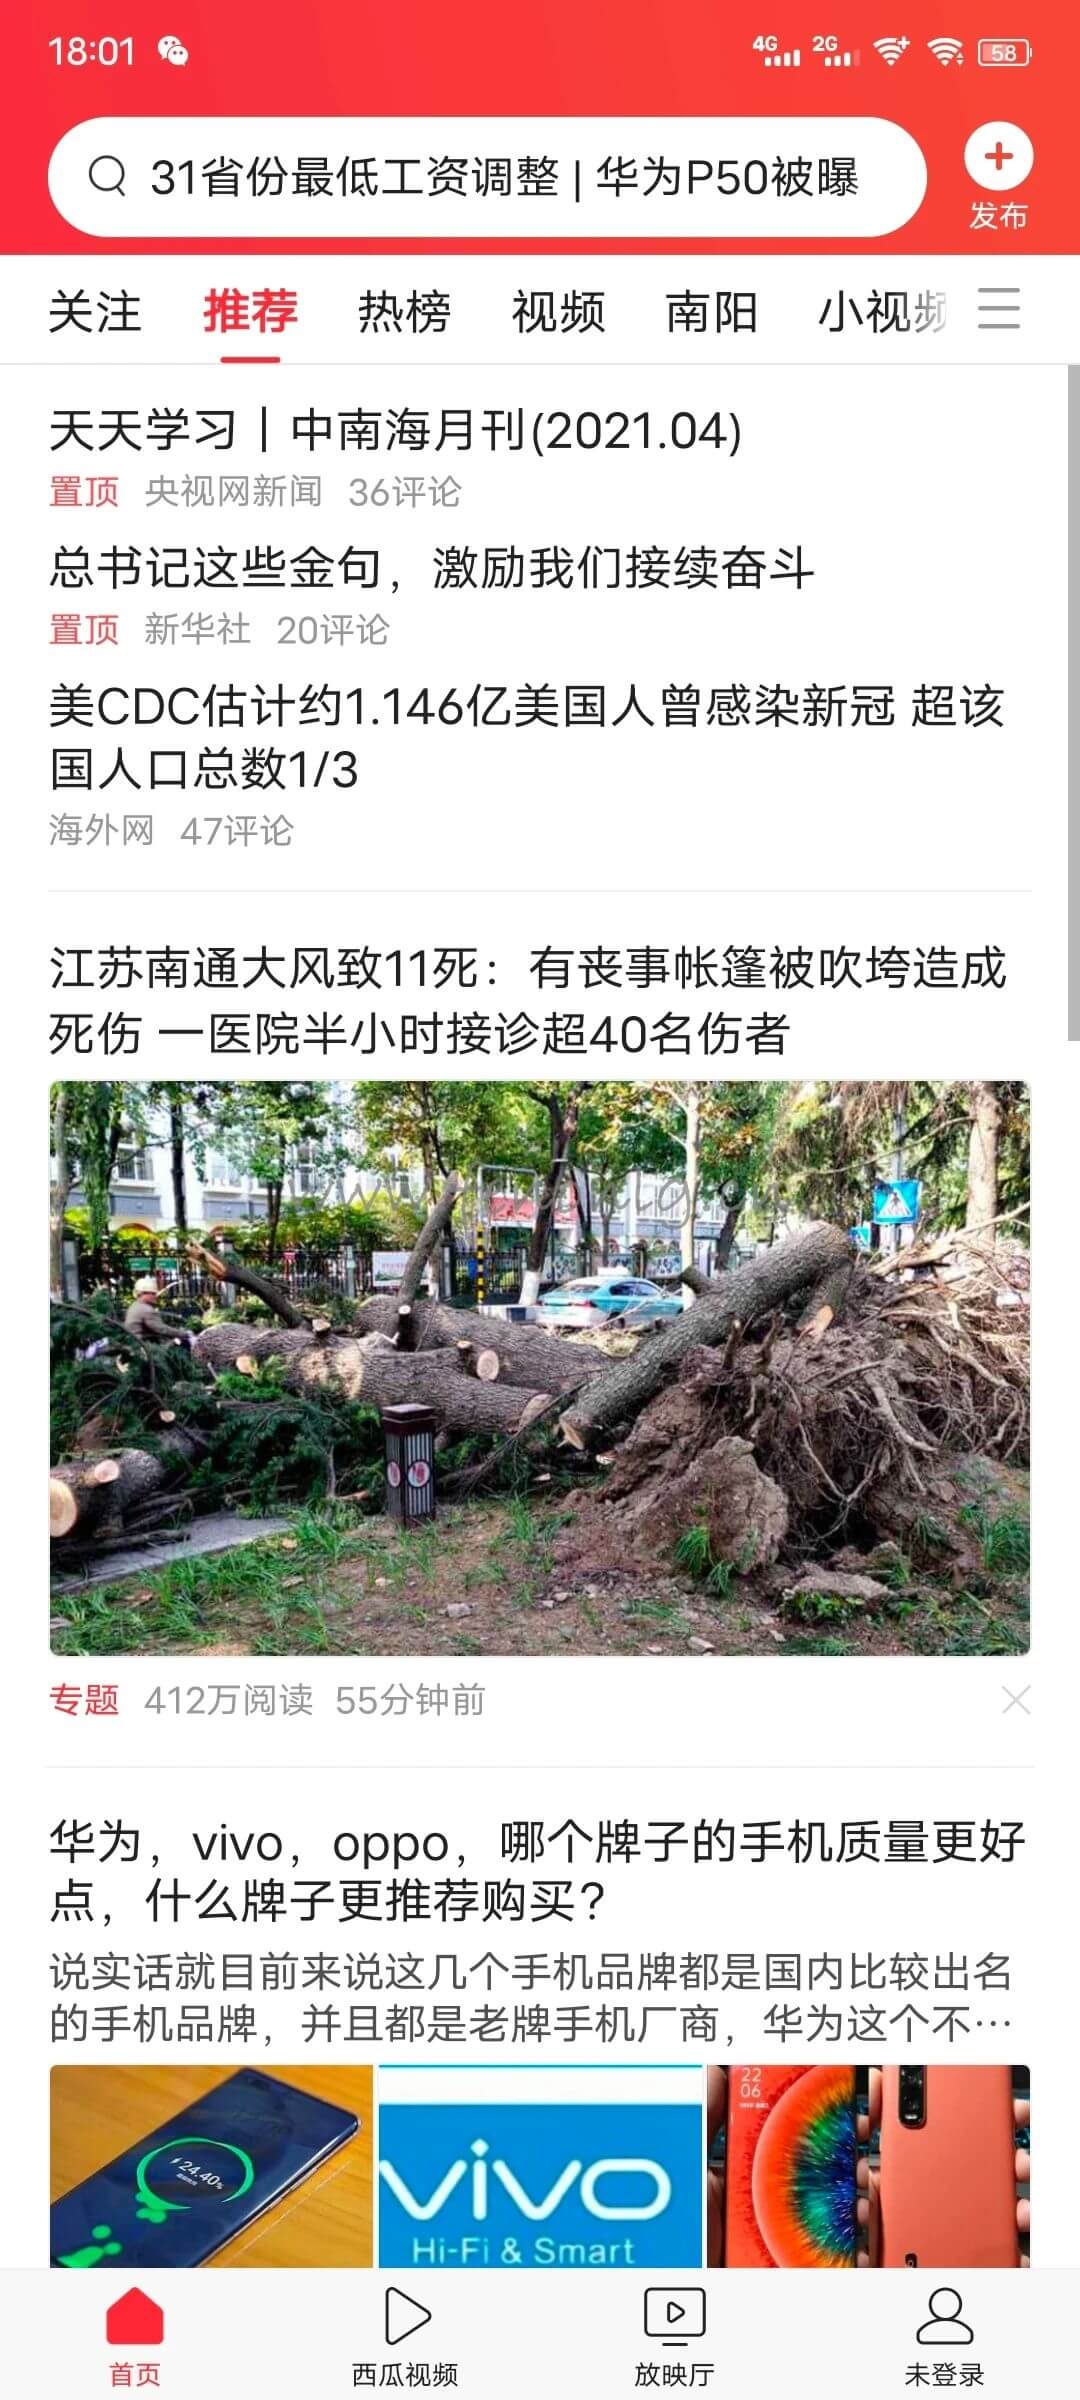 18:01
4G 2G 58
31省份最低工资调整 | 华为P50被曝
发布
关注 推荐 热榜 视频 南阳 小视频
天天学习｜中南海月刊(2021.04)
置顶 央视网新闻 36评论
总书记这些金句，激励我们接续奋斗
置顶 新华社 20评论
美CDC估计约1.146亿美国人曾感染新冠 超该
国人口总数1/3
海外网 47评论
江苏南通大风致11死：有丧事帐篷被吹垮造成
死伤 一医院半小时接诊超40名伤者
专题 412万阅读 55分钟前
华为，vivo，oppo，哪个牌子的手机质量更好
点，什么牌子更推荐购买？
说实话就目前来说这几个手机品牌都是国内比较出名
的手机品牌，并且都是老牌手机厂商，华为这个不…
24.40%
vivo
Hi-Fi & Smart
22
06
首页 西瓜视频 放映厅 未登录